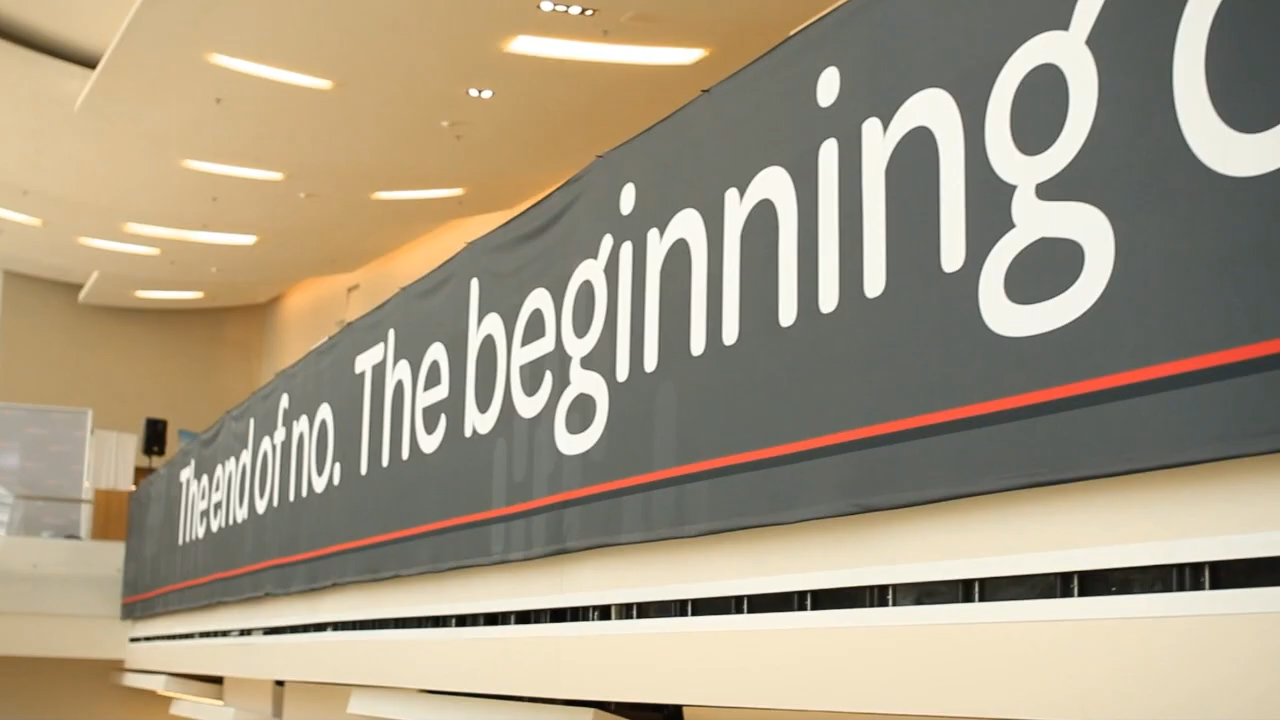 The end of no. The beginning